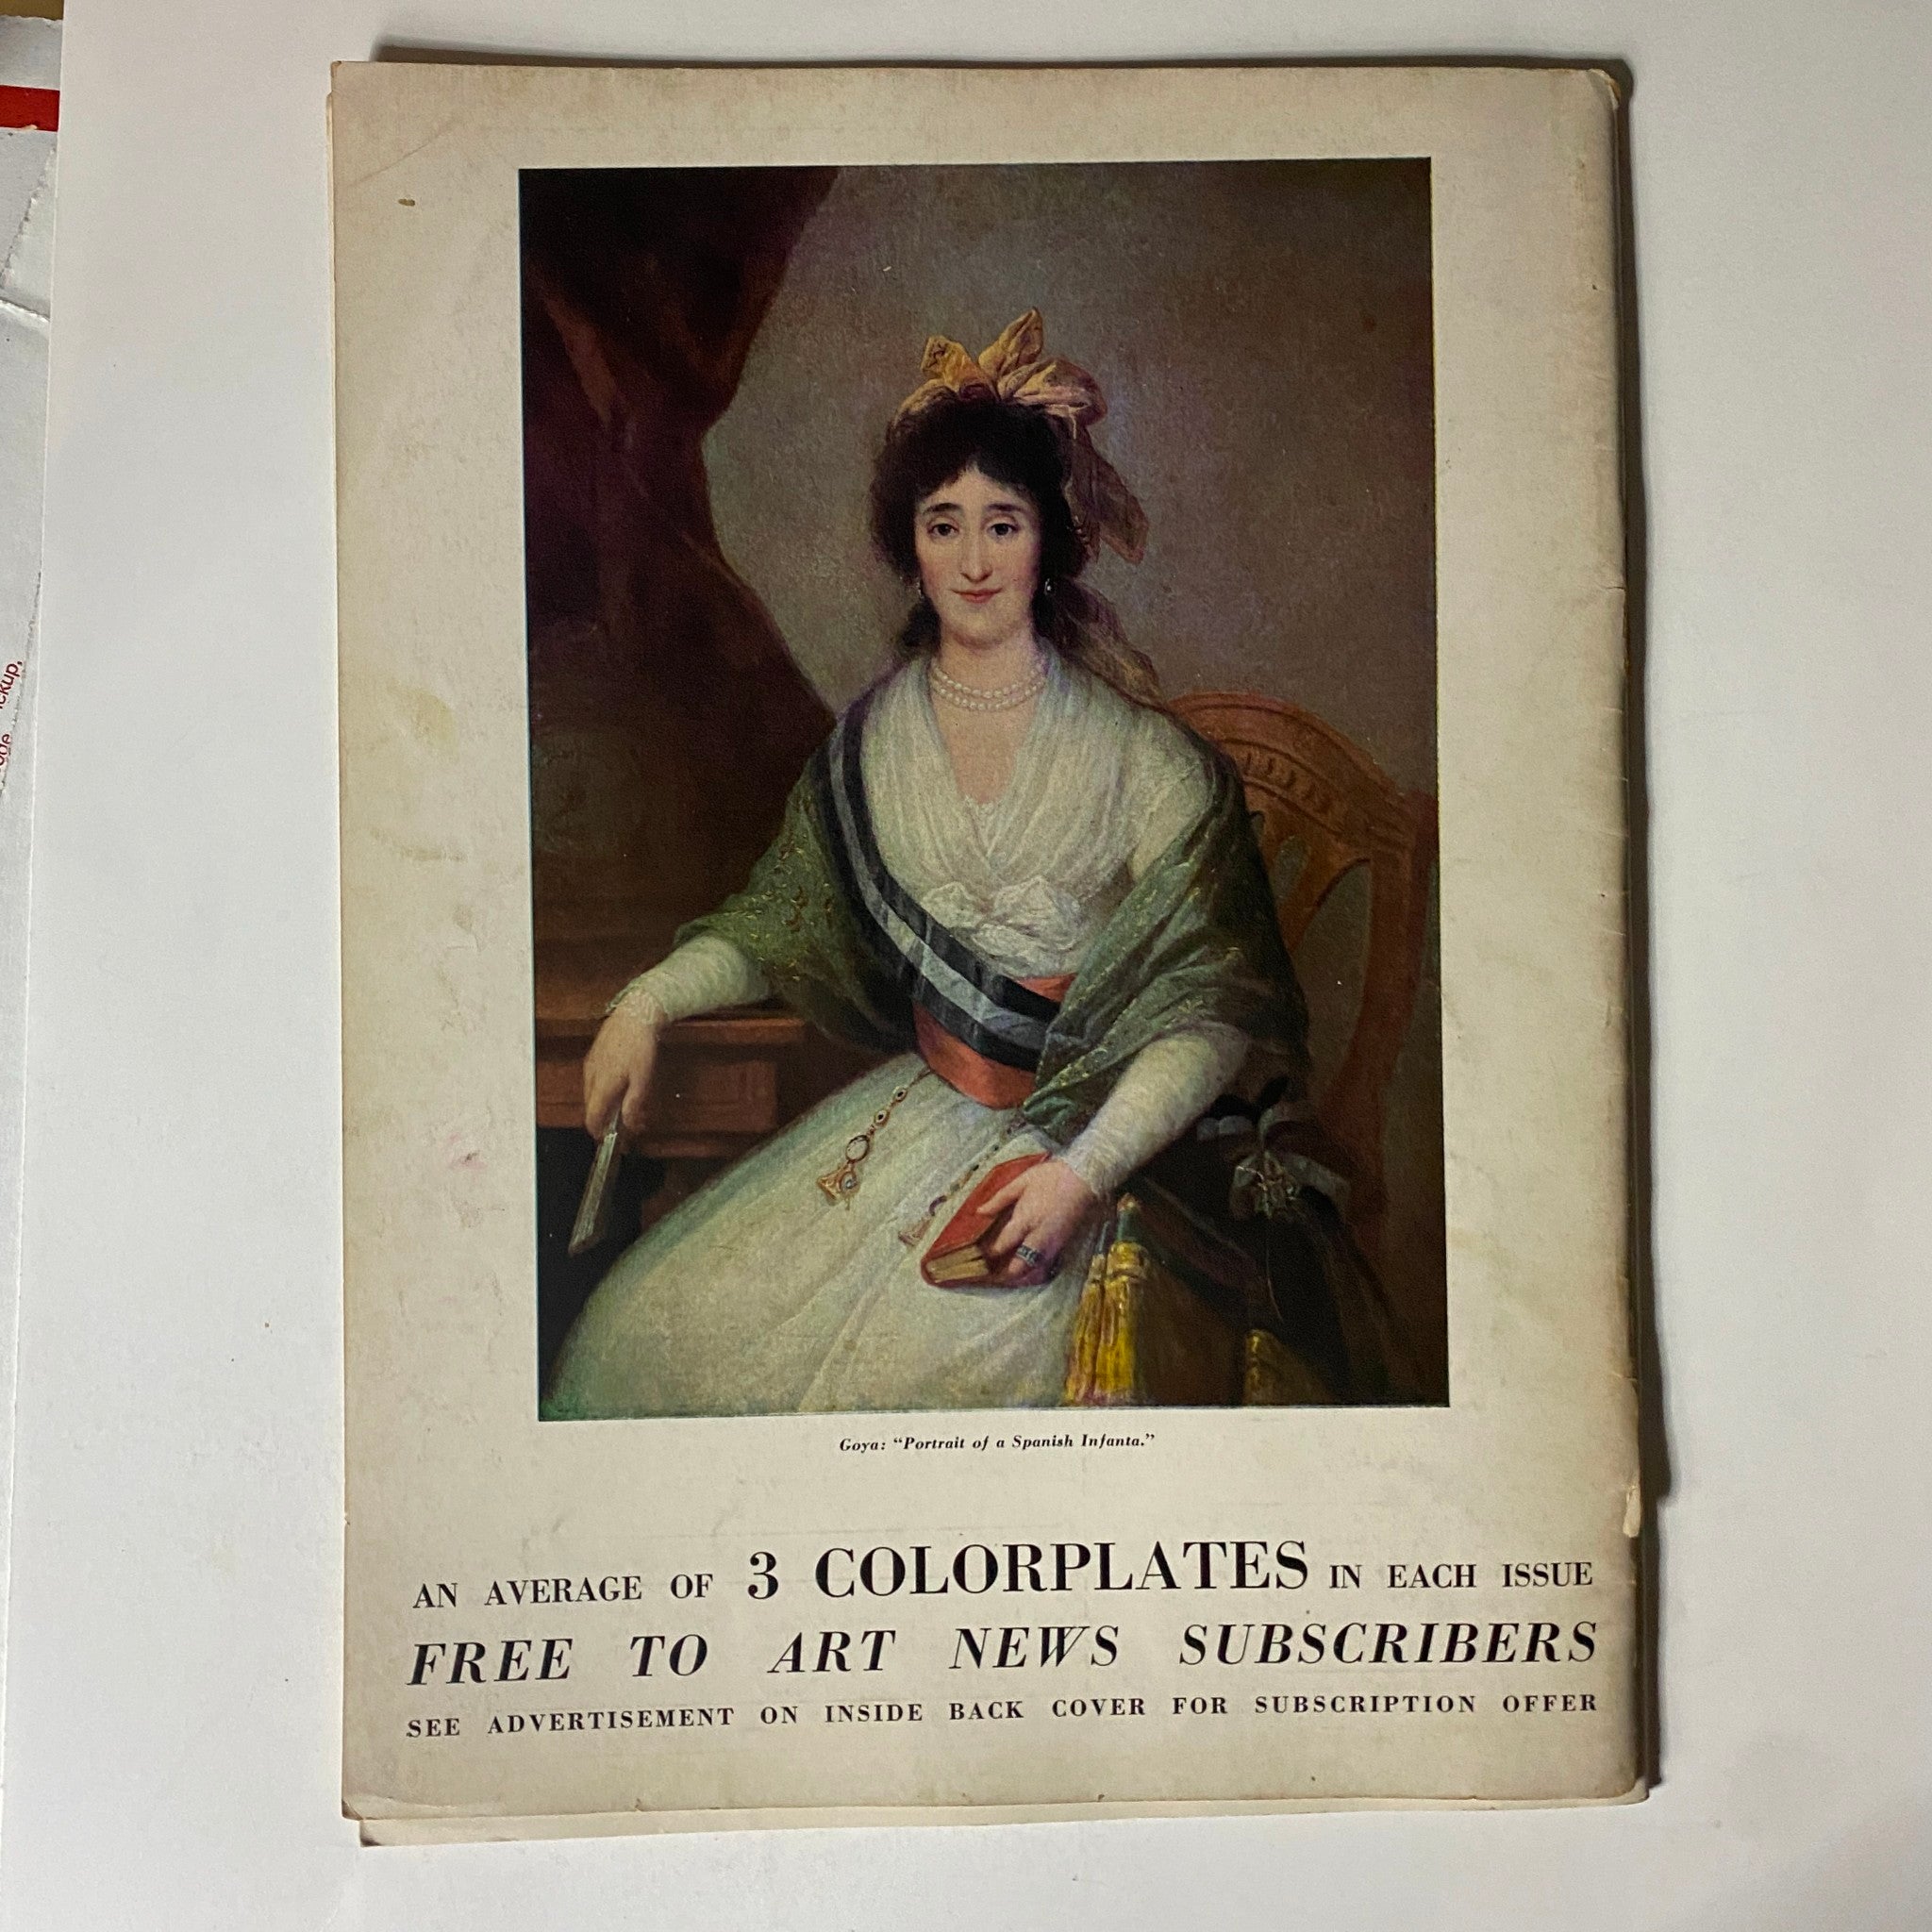 ickup,
Goya: “Portrait of a Spanish Infanta.”
AN AVERAGE OF 3 COLORPLATES IN EACH ISSUE
FREE TO ART NEWS SUBSCRIBERS
SEE ADVERTISEMENT ON INSIDE BACK COVER FOR SUBSCRIPTION OFFER